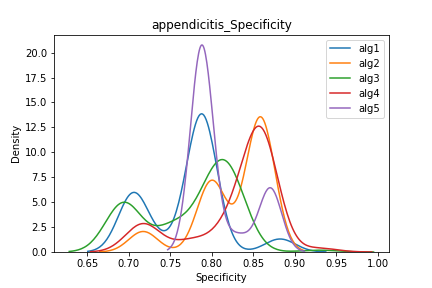 appendicitis_Specificity
alg1
alg2
alg3
alg4
alg5
Density
20.0
17.5
15.0
12.5
10.0
7.5
5.0
2.5
0.0
0.65 0.70 0.75 0.80 0.85 0.90 0.95 1.00
Specificity